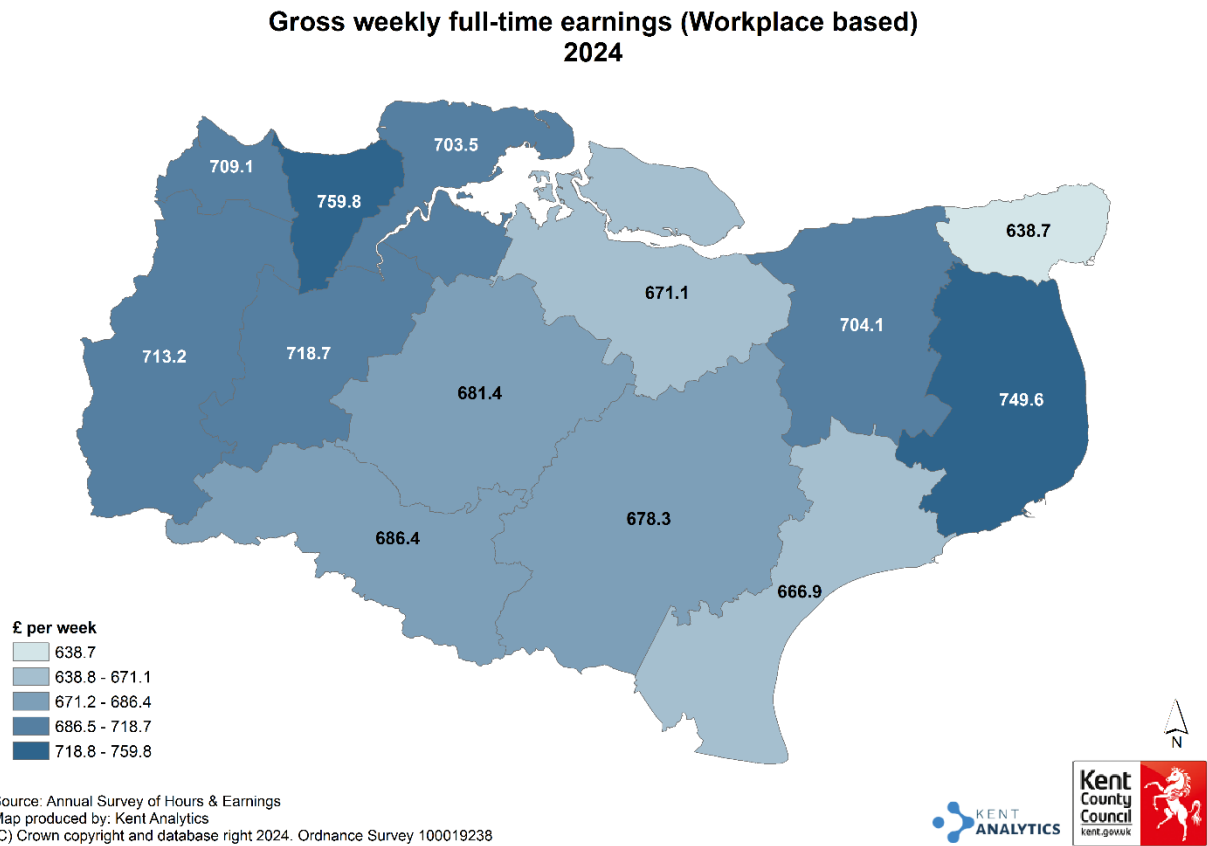 Gross weekly full-time earnings (Workplace based)
2024
703.5
709.1
759.8
638.7
671.1
704.1
713.2
718.7
681.4
749.6
678.3
686.4
666.9
£ per week
638.7
638.8 - 671.1
671.2 - 686.4
686.5 - 718.7
718.8 - 759.8
N
ource: Annual Survey of Hours & Earnings
Map produced by: Kent Analytics
C) Crown copyright and database right 2024. Ordnance Survey 100019238
KENT
ANALYTICS
Kent
County
Council
kent.gov.uk